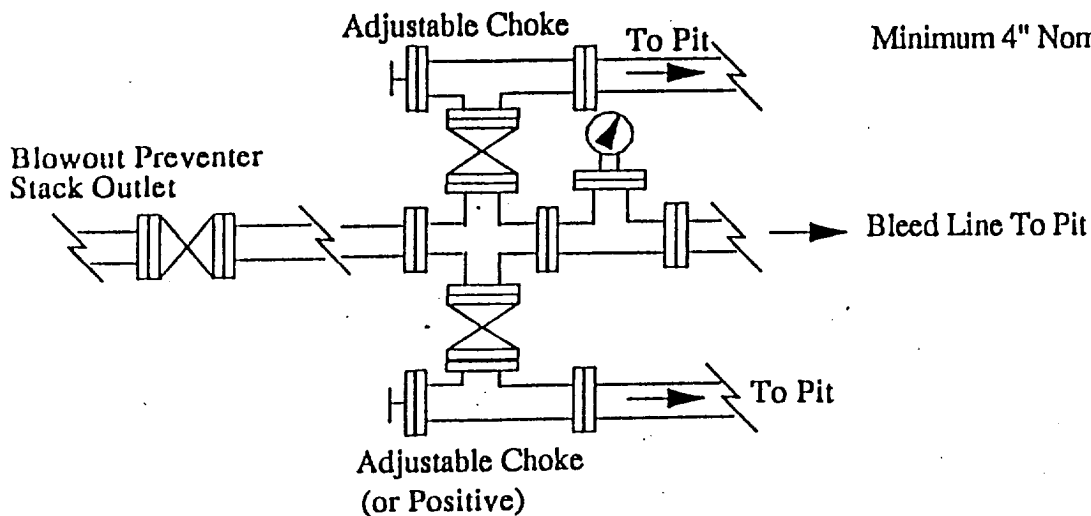 Adjustable Choke
To Pit
Minimum 4"
Blowout Preventer
Stack Outlet
Bleed Line To Pit
To Pit
Adjustable Choke
(or Positive)